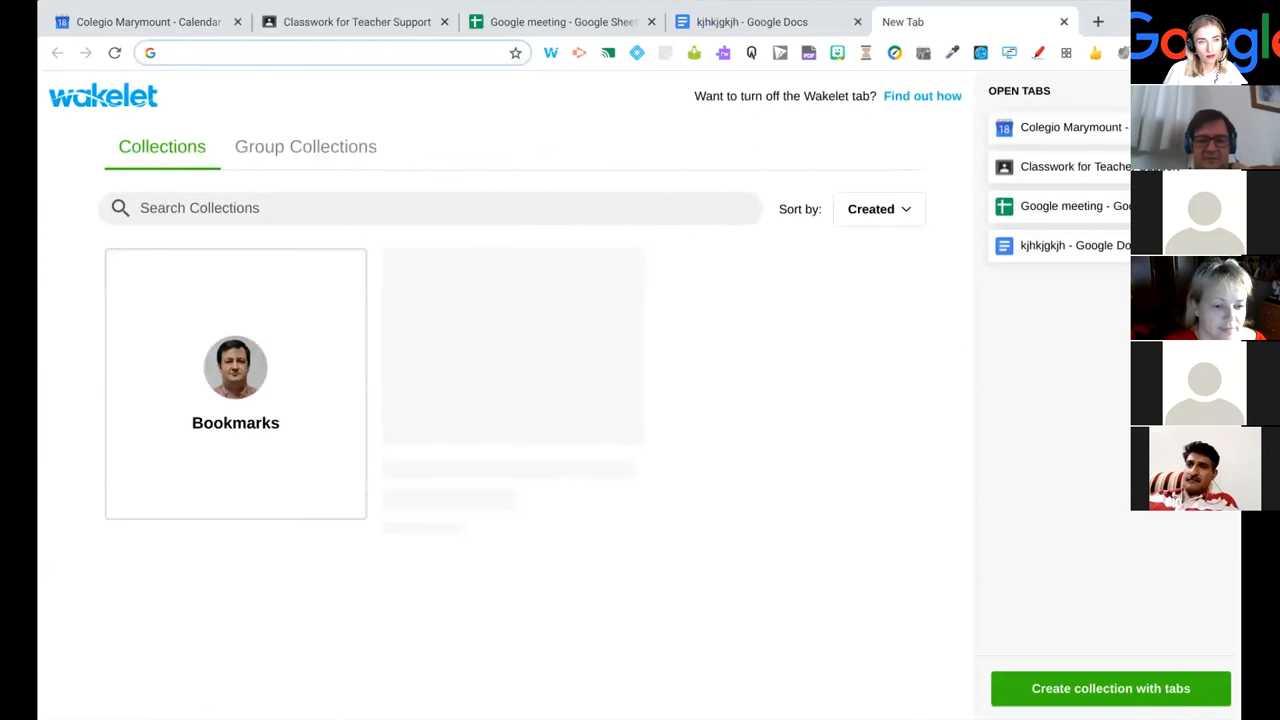 Colegio Marymount - Calendar
Classwork for Teacher Support
Google meeting - Google Shee
kjhkjgkjh - Google Docs
New Tab
Google
wakelet
Want to turn off the Wakelet tab? Find out how
OPEN TABS
Collections
Group Collections
Colegio Marymount -
Classwork for Teache
Search Collections
Sort by:
Created
Google meeting - Goo
kjhkjgkjh - Google Do
Bookmarks
Create collection with tabs